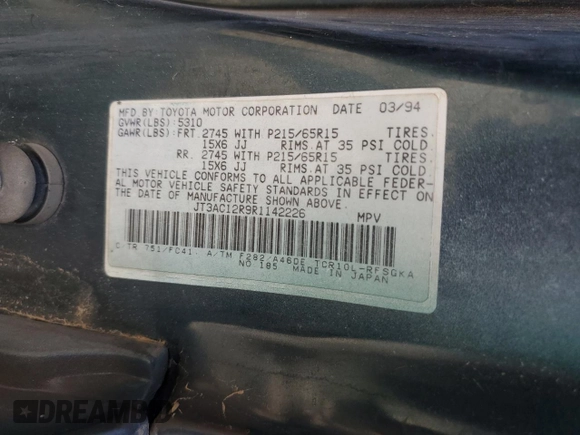 MFD BY TOYOTA MOTOR CORPORATION DATE 03/94
GVWR(LBS) 5310
GAWR(LBS): FRT. 2745 WITH P215/65R15 TIRES.
15X6 JJ RIMS.AT 35 PSI COLD.
RR. 2745 WITH P215/65R15 TIRES.
15X6 JJ RIMS.AT 35 PSI COLD.
THIS VEHICLE CONFORMS TO ALL APPLICABLE FEDER-
AL MOTOR VEHICLE SAFETY STANDARDS IN EFFECT ON
THE DATE OF MANUFACTURE SHOWN ABOVE.
JT3AC12R9R1142226 MPV
C/TR 751/FC41 A/TM F282/A46DE TCR10L-RFSGKA
NO 185 MADE IN JAPAN
DREAMBID